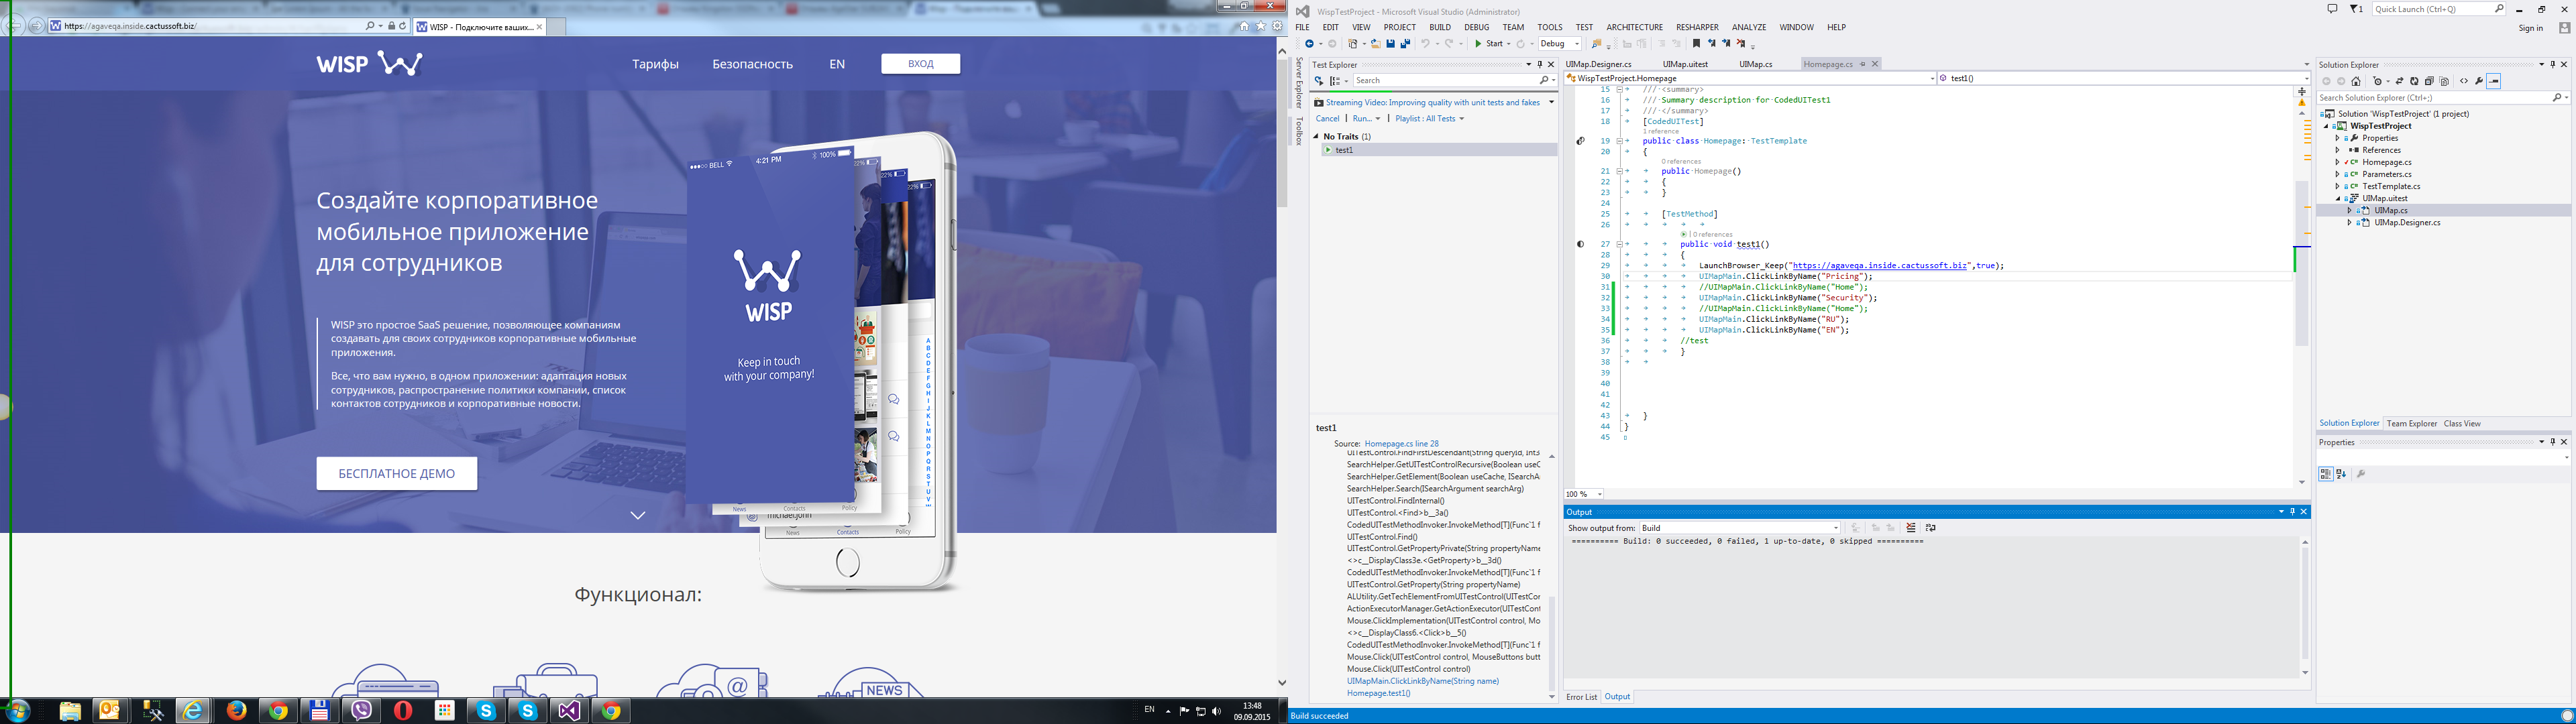 https://agaveqa.inside.cactussoft.biz/
WISP - Подключите ваших...
WISP
Тарифы
Безопасность
EN
ВХОД
Создайте корпоративное
мобильное приложение
для сотрудников
WISP это простое SaaS решение, позволяющее компаниям
создавать для своих сотрудников корпоративные мобильные
приложения.
Все, что вам нужно, в одном приложении: адаптация новых
сотрудников, распространение политики компании, список
контактов сотрудников и корпоративные новости.
БЕСПЛАТНОЕ ДЕМО
BELL
4:21 PM
100%
22%
22%
WISP
Keep in touch
with your company!
A
B
C
D
E
F
G
H
I
J
K
L
M
N
O
P
Q
R
S
T
U
V
W
News
Contacts
Policy
michael.john
News
Contacts
Policy
Функционал:
NEWS
EN
13:48
09.09.2015
WispTestProject - Microsoft Visual Studio (Administrator)
1
Quick Launch (Ctrl+Q)
FILE EDIT VIEW PROJECT BUILD DEBUG TEAM TOOLS TEST ARCHITECTURE RESHARPER ANALYZE WINDOW HELP
Sign in
Start
Debug
Server Explorer
Toolbox
Test Explorer
Search
Streaming Video: Improving quality with unit tests and fakes
Cancel | Run... | Playlist : All Tests
No Traits (1)
test1
test1
Source: Homepage.cs line 28
UITestControl.FindFirstDescendant(String queryId, Int3
SearchHelper.GetUITestControlRecursive(Boolean useC
SearchHelper.GetElement(Boolean useCache, ISearchAr
SearchHelper.Search(ISearchArgument searchArg)
UITestControl.FindInternal()
UITestControl.<Find>b__3a()
CodedUITestMethodInvoker.InvokeMethod[T](Func`1 f
UITestControl.Find()
UITestControl.GetPropertyPrivate(String propertyName
<>c__DisplayClass3e.<GetProperty>b__3d()
CodedUITestMethodInvoker.InvokeMethod[T](Func`1 f
UITestControl.GetProperty(String propertyName)
ALUtility.GetTechElementFromUITestControl(UITestCor
ActionExecutorManager.GetActionExecutor(UITestCont
Mouse.ClickImplementation(UITestControl control, Mo
<>c__DisplayClass6.<Click>b__5()
CodedUITestMethodInvoker.InvokeMethod[T](Func`1 f
Mouse.Click(UITestControl control, MouseButtons butt
Mouse.Click(UITestControl control)
UIMapMain.ClickLinkByName(String name)
Homepage.test1()
UIMap.Designer.cs
UIMap.uitest
UIMap.cs
Homepage.cs
WispTestProject.Homepage
test1()
15 /// <summary>
16 /// Summary description for CodedUITest1
17 /// </summary>
18 [CodedUITest]
1 reference
19 public class Homepage: TestTemplate
20 {
0 references
21 public Homepage()
22 {
23 }
24
25 [TestMethod]
26
| 0 references
27 public void test1()
28 {
29 LaunchBrowser_Keep("https://agaveqa.inside.cactussoft.biz",true);
30 UIMapMain.ClickLinkByName("Pricing");
31 //UIMapMain.ClickLinkByName("Home");
32 UIMapMain.ClickLinkByName("Security");
33 //UIMapMain.ClickLinkByName("Home");
34 UIMapMain.ClickLinkByName("RU");
35 UIMapMain.ClickLinkByName("EN");
36 //test
37 }
38
39
40
41
42
43 }
44 }
45
100 %
Output
Show output from: Build
========== Build: 0 succeeded, 0 failed, 1 up-to-date, 0 skipped ==========
Error List
Output
Build succeeded
Solution Explorer
Search Solution Explorer (Ctrl+;)
Solution 'WispTestProject' (1 project)
WispTestProject
Properties
References
Homepage.cs
Parameters.cs
TestTemplate.cs
UIMap.uitest
UIMap.cs
UIMap.Designer.cs
Solution Explorer
Team Explorer
Class View
Properties